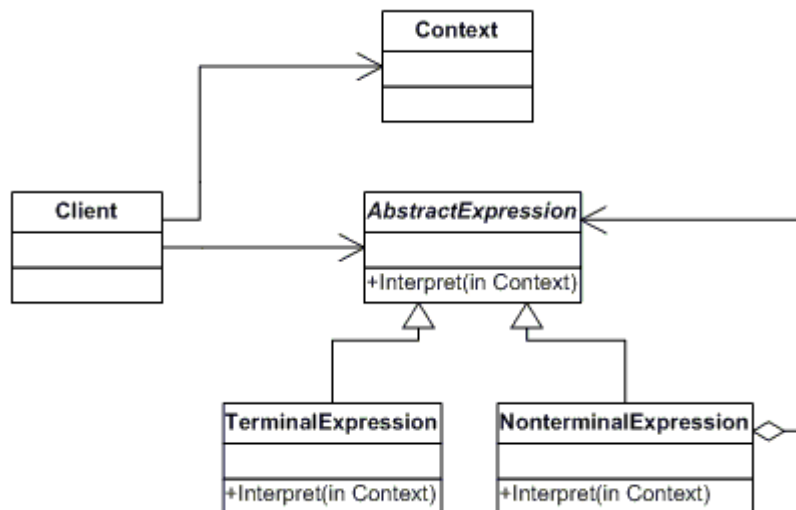 Context
Client
AbstractExpression
+Interpret(in Context)
TerminalExpression
+Interpret(in Context)
NonterminalExpression
+Interpret(in Context)